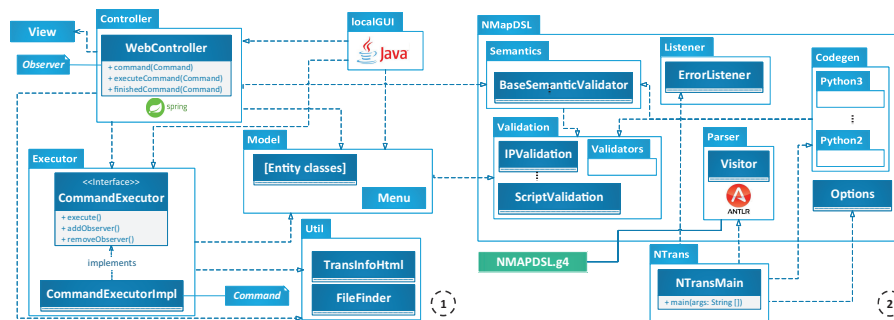 Controller
View
WebController
+ command(Command)
+ executeCommand(Command)
+ finishedCommand(Command)
Observer
spring
localGUI
Java
Executor
<<Interface>>
CommandExecutor
+ execute()
+ addObserver()
+ removeObserver()
implements
CommandExecutorImpl
Command
Model
[Entity classes]
Menu
Util
TransInfoHtml
FileFinder
1
NMapDSL
Semantics
BaseSemanticValidator
Validation
IPValidation
ScriptValidation
Validators
Listener
ErrorListener
Parser
Visitor
ANTLR
Codegen
Python3
Python2
Options
NMAPDSL.g4
NTrans
NTransMain
+ main(args: String [])
2